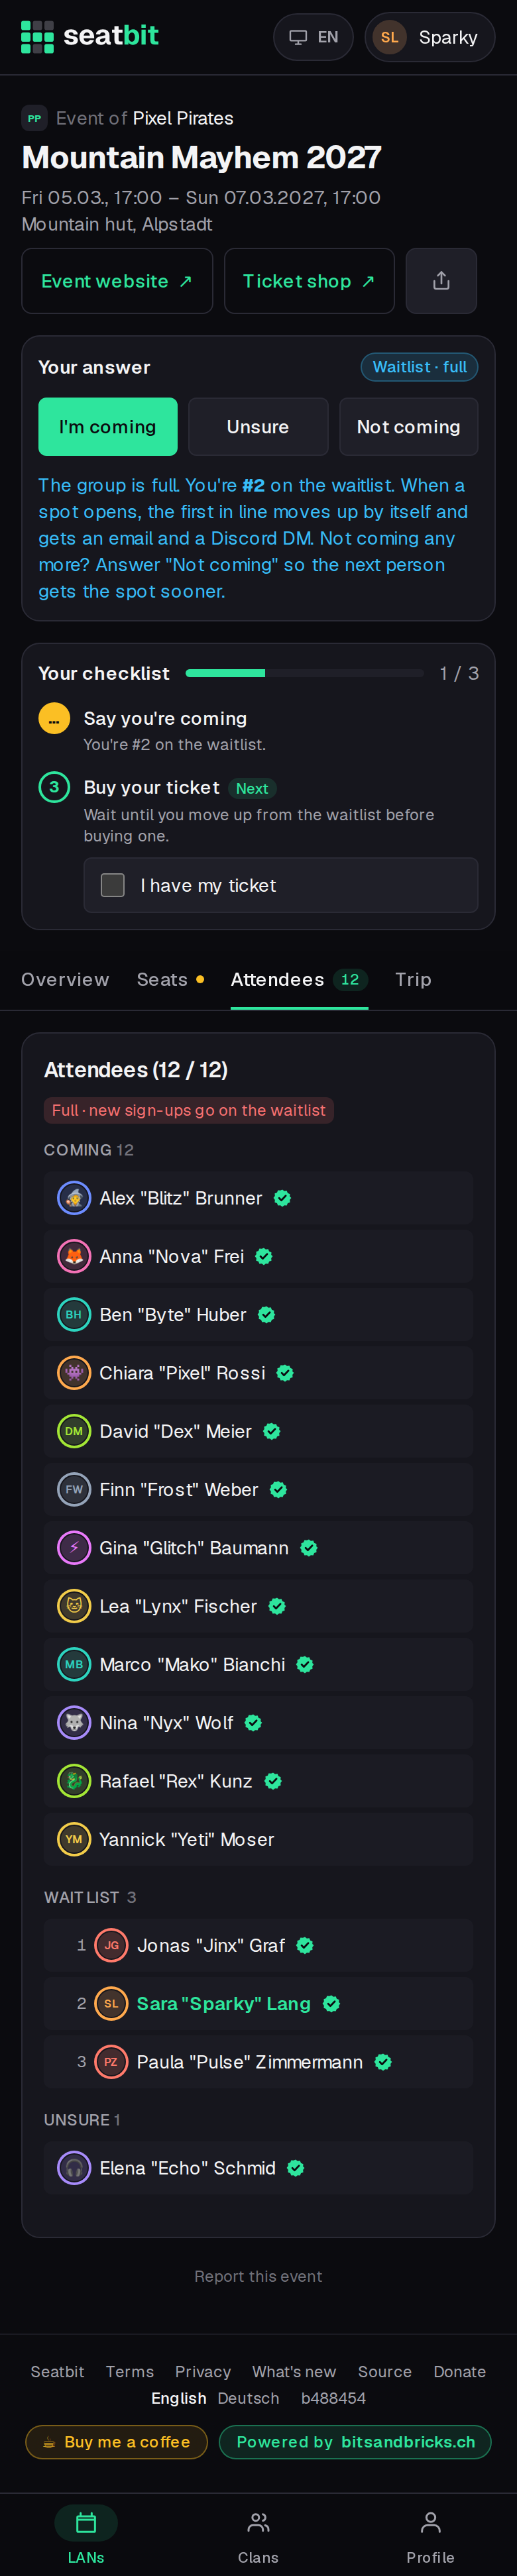 seatbit
EN
SL
Sparky
PP
Event of Pixel Pirates
Mountain Mayhem 2027
Fri 05.03., 17:00 – Sun 07.03.2027, 17:00
Mountain hut, Alpstadt
Event website ↗
Ticket shop ↗
Your answer
Waitlist · full
I'm coming
Unsure
Not coming
The group is full. You're #2 on the waitlist. When a
spot opens, the first in line moves up by itself and
gets an email and a Discord DM. Not coming any
more? Answer "Not coming" so the next person
gets the spot sooner.
Your checklist
1 / 3
…
Say you're coming
You're #2 on the waitlist.
3
Buy your ticket Next
Wait until you move up from the waitlist before
buying one.
I have my ticket
Overview
Seats
Attendees 12
Trip
Attendees (12 / 12)
Full · new sign-ups go on the waitlist
COMING 12
Alex "Blitz" Brunner
Anna "Nova" Frei
BH Ben "Byte" Huber
Chiara "Pixel" Rossi
DM David "Dex" Meier
FW Finn "Frost" Weber
Gina "Glitch" Baumann
Lea "Lynx" Fischer
MB Marco "Mako" Bianchi
Nina "Nyx" Wolf
Rafael "Rex" Kunz
YM Yannick "Yeti" Moser
WAITLIST 3
1 JG Jonas "Jinx" Graf
2 SL Sara "Sparky" Lang
3 PZ Paula "Pulse" Zimmermann
UNSURE 1
Elena "Echo" Schmid
Report this event
Seatbit Terms Privacy What's new Source Donate
English Deutsch b488454
Buy me a coffee
Powered by bitsandbricks.ch
LANs
Clans
Profile